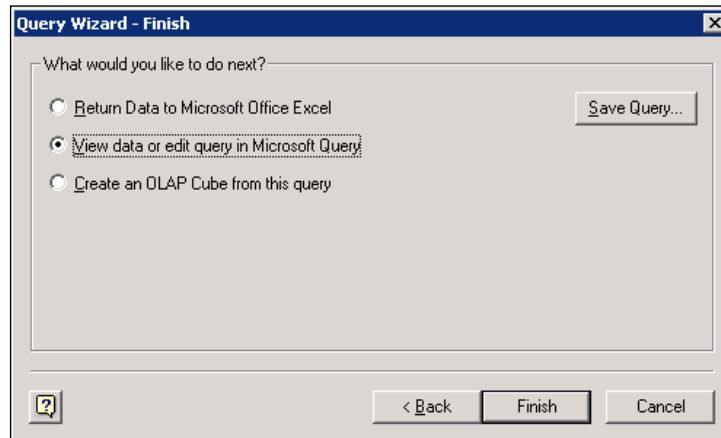 Query Wizard - Finish
What would you like to do next?
Return Data to Microsoft Office Excel
Save Query...
View data or edit query in Microsoft Query
Create an OLAP Cube from this query
?
< Back
Finish
Cancel